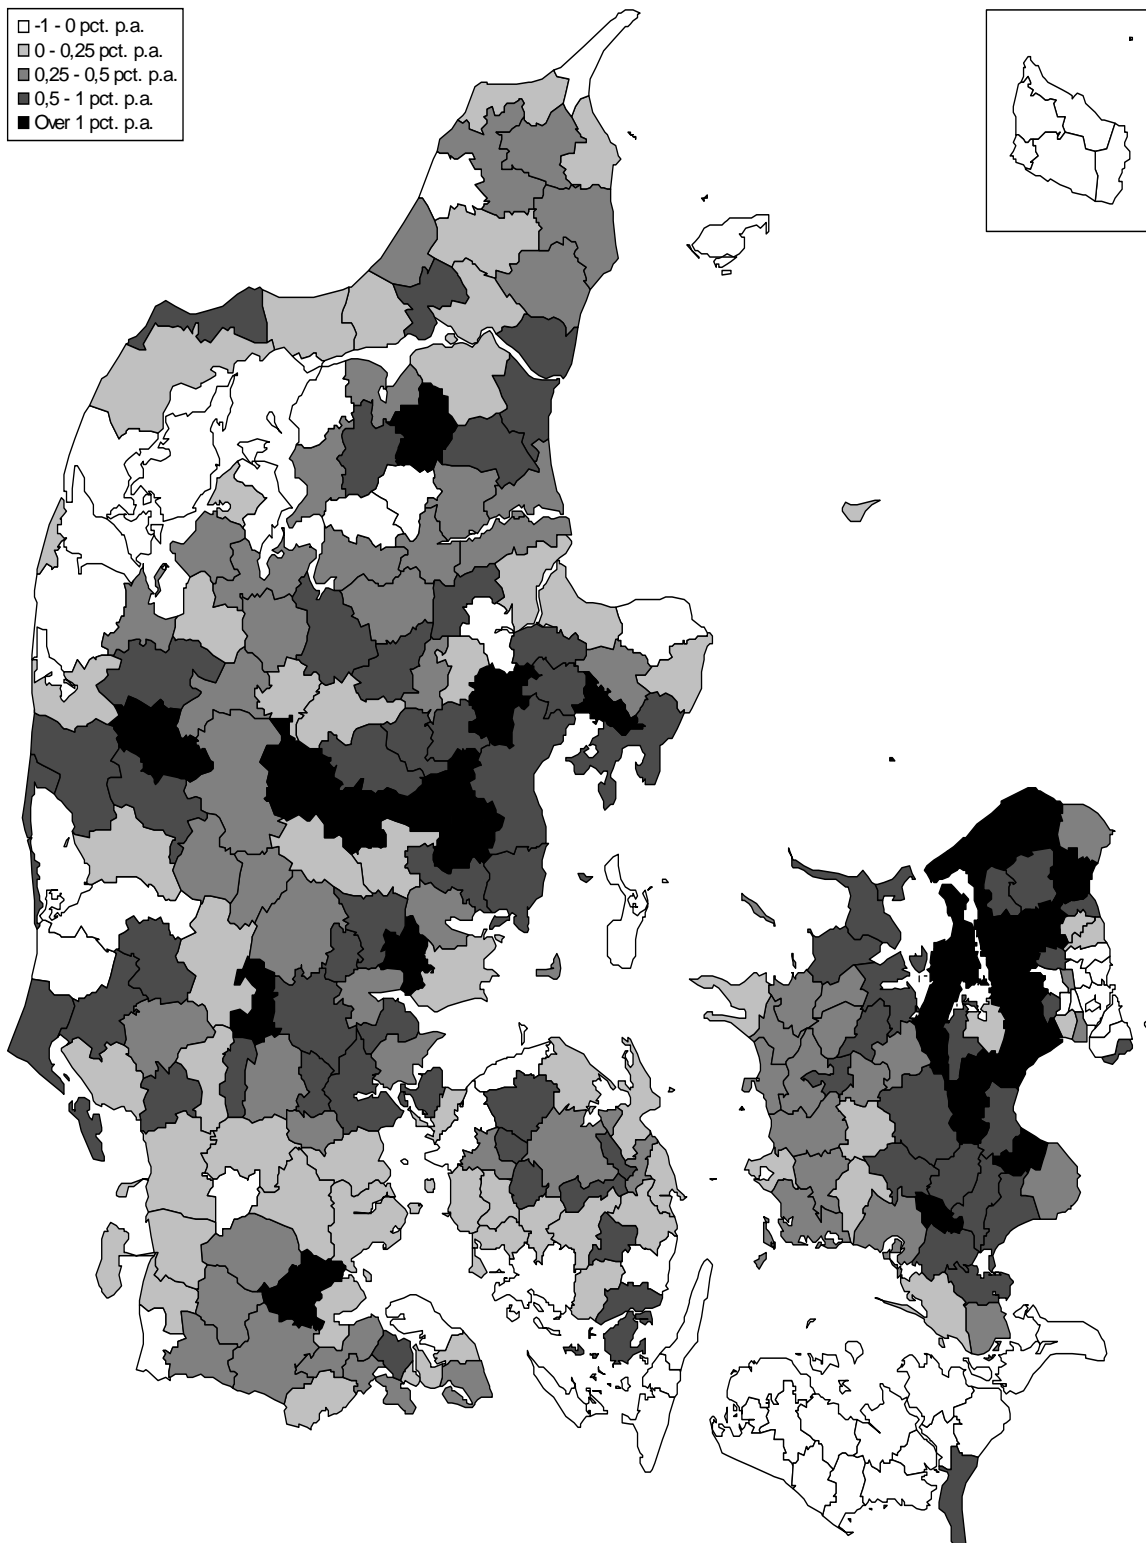 -1 - 0 pct. p.a.
0 - 0,25 pct. p.a.
0,25 - 0,5 pct. p.a.
0,5 - 1 pct. p.a.
Over 1 pct. p.a.